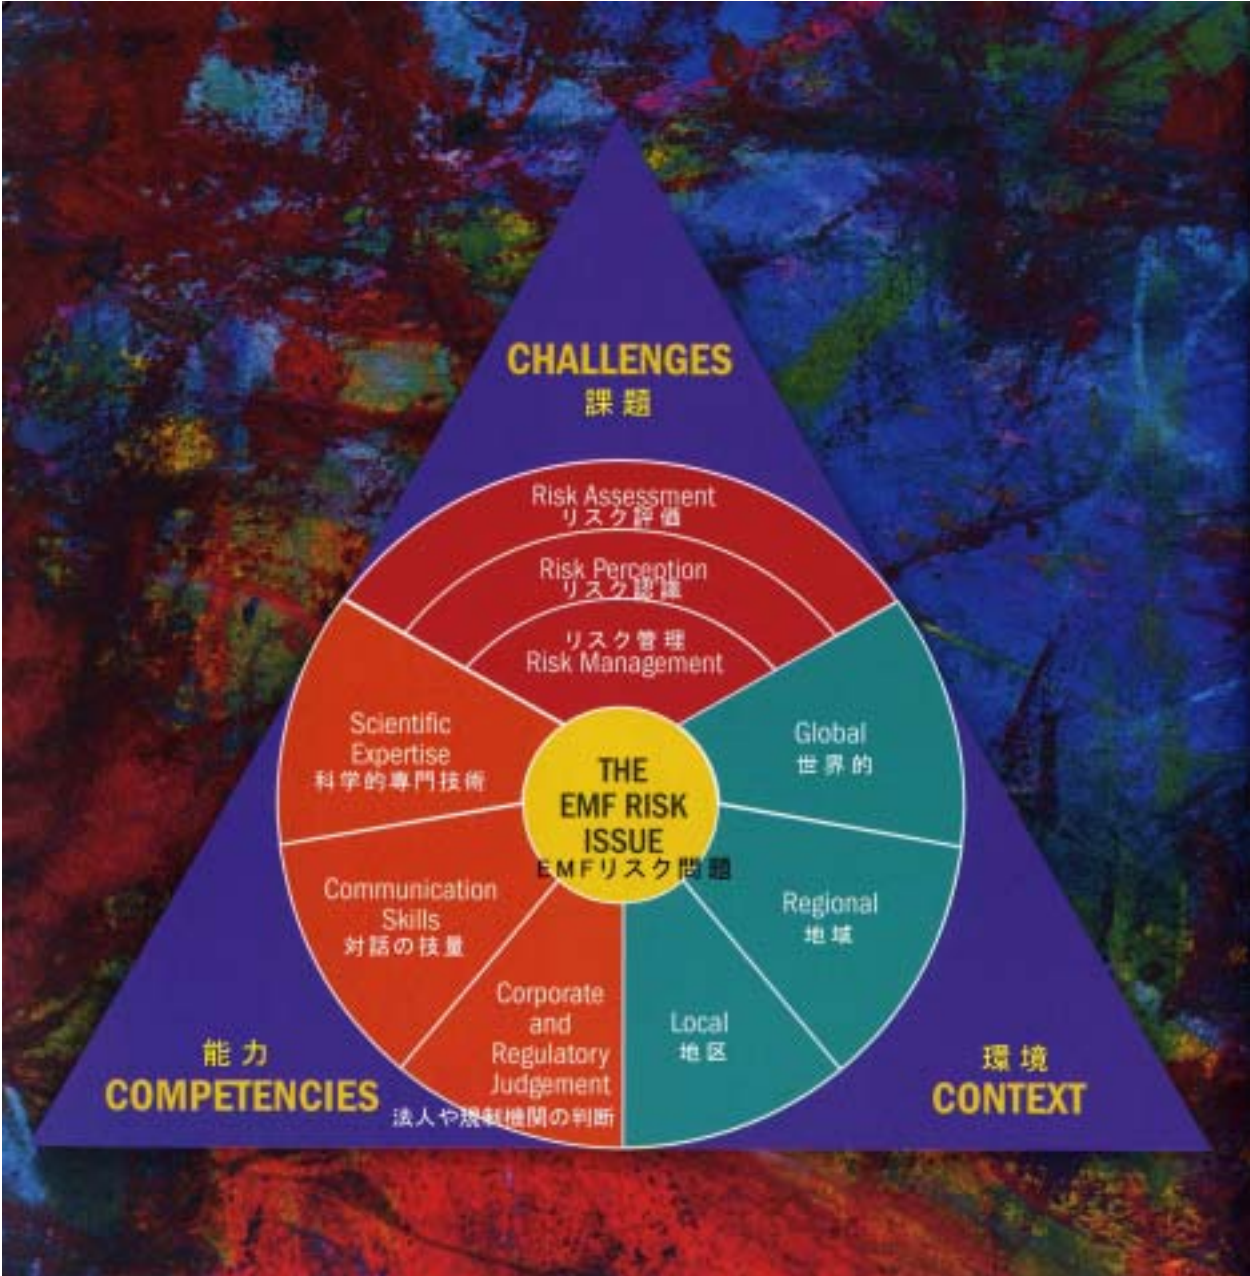 CHALLENGES
課題
Risk Assessment
リスク評価
Risk Perception
リスク認識
リスク管理
Risk Management
Scientific
Expertise
科学的専門技術
Communication
Skills
対話の技量
Corporate
and
Regulatory
Judgement
法人や規制機関の判断
THE
EMF RISK
ISSUE
EMFリスク問題
Global
世界的
Regional
地域
Local
地区
能力
COMPETENCIES
環境
CONTEXT